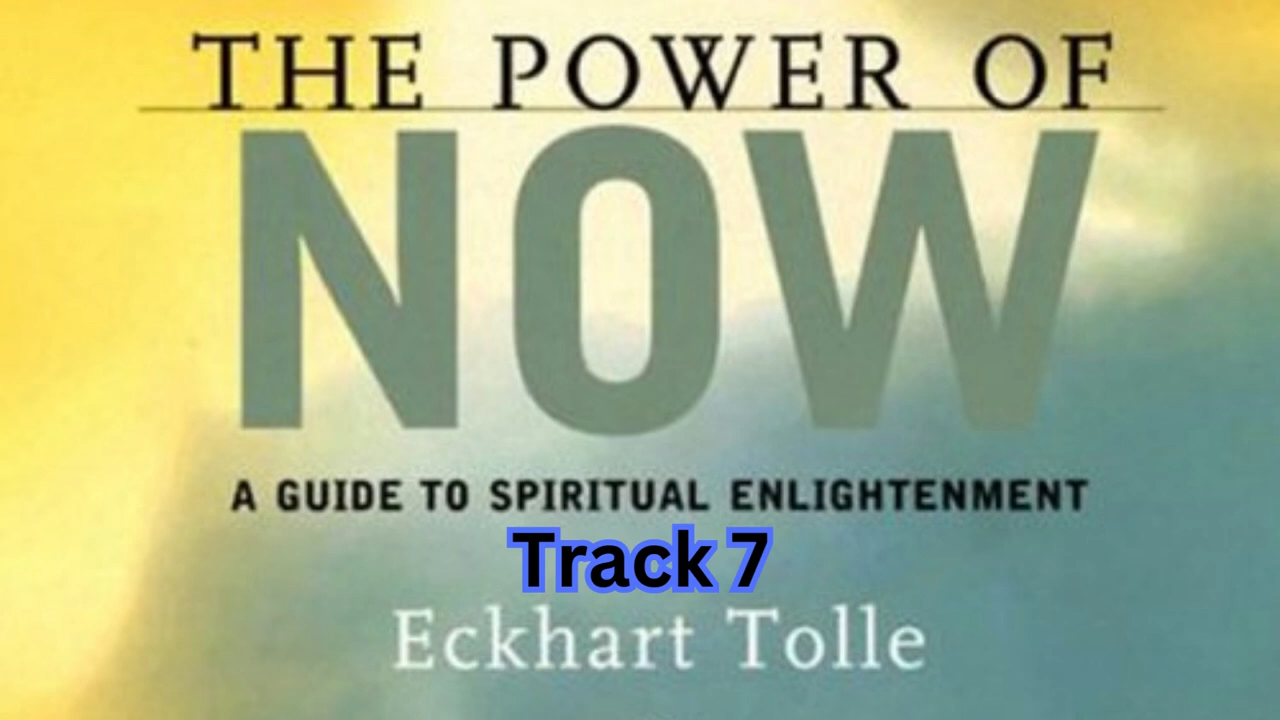 THE POWER OF
NOW
A GUIDE TO SPIRITUAL ENLIGHTENMENT
Track 7
Eckhart Tolle